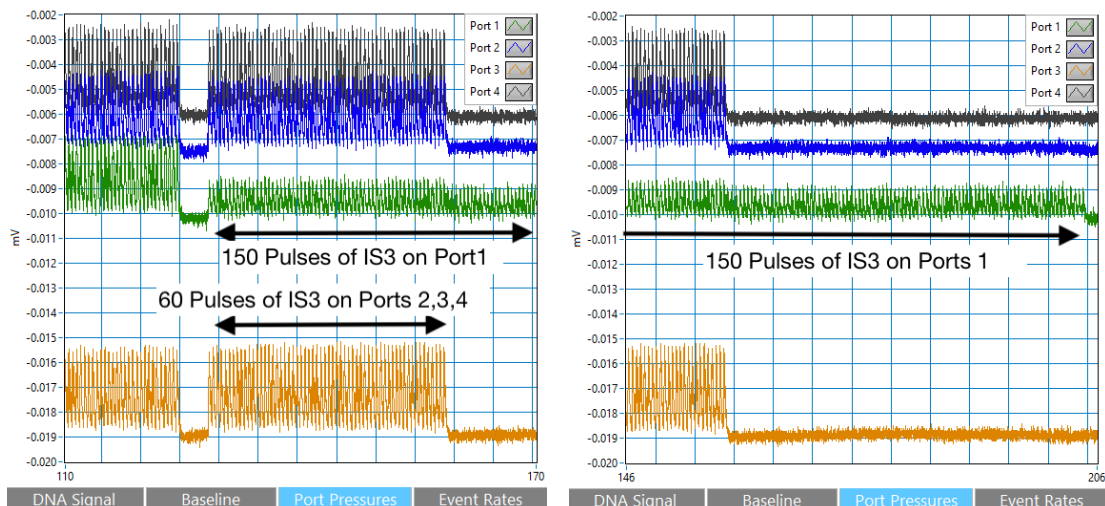 -0.002
-0.003
-0.004
-0.005
-0.006
-0.007
-0.008
-0.009
-0.010
-0.011
-0.012
-0.013
-0.014
-0.015
-0.016
-0.017
-0.018
-0.019
-0.020
mV
Port 1
Port 2
Port 3
Port 4
150 Pulses of IS3 on Port1
60 Pulses of IS3 on Ports 2,3,4
110
170
DNA Signal
Baseline
Port Pressures
Event Rates
-0.002
-0.003
-0.004
-0.005
-0.006
-0.007
-0.008
-0.009
-0.010
-0.011
-0.012
-0.013
-0.014
-0.015
-0.016
-0.017
-0.018
-0.019
-0.020
mV
Port 1
Port 2
Port 3
Port 4
150 Pulses of IS3 on Ports 1
146
206
DNA Signal
Baseline
Port Pressures
Event Rates